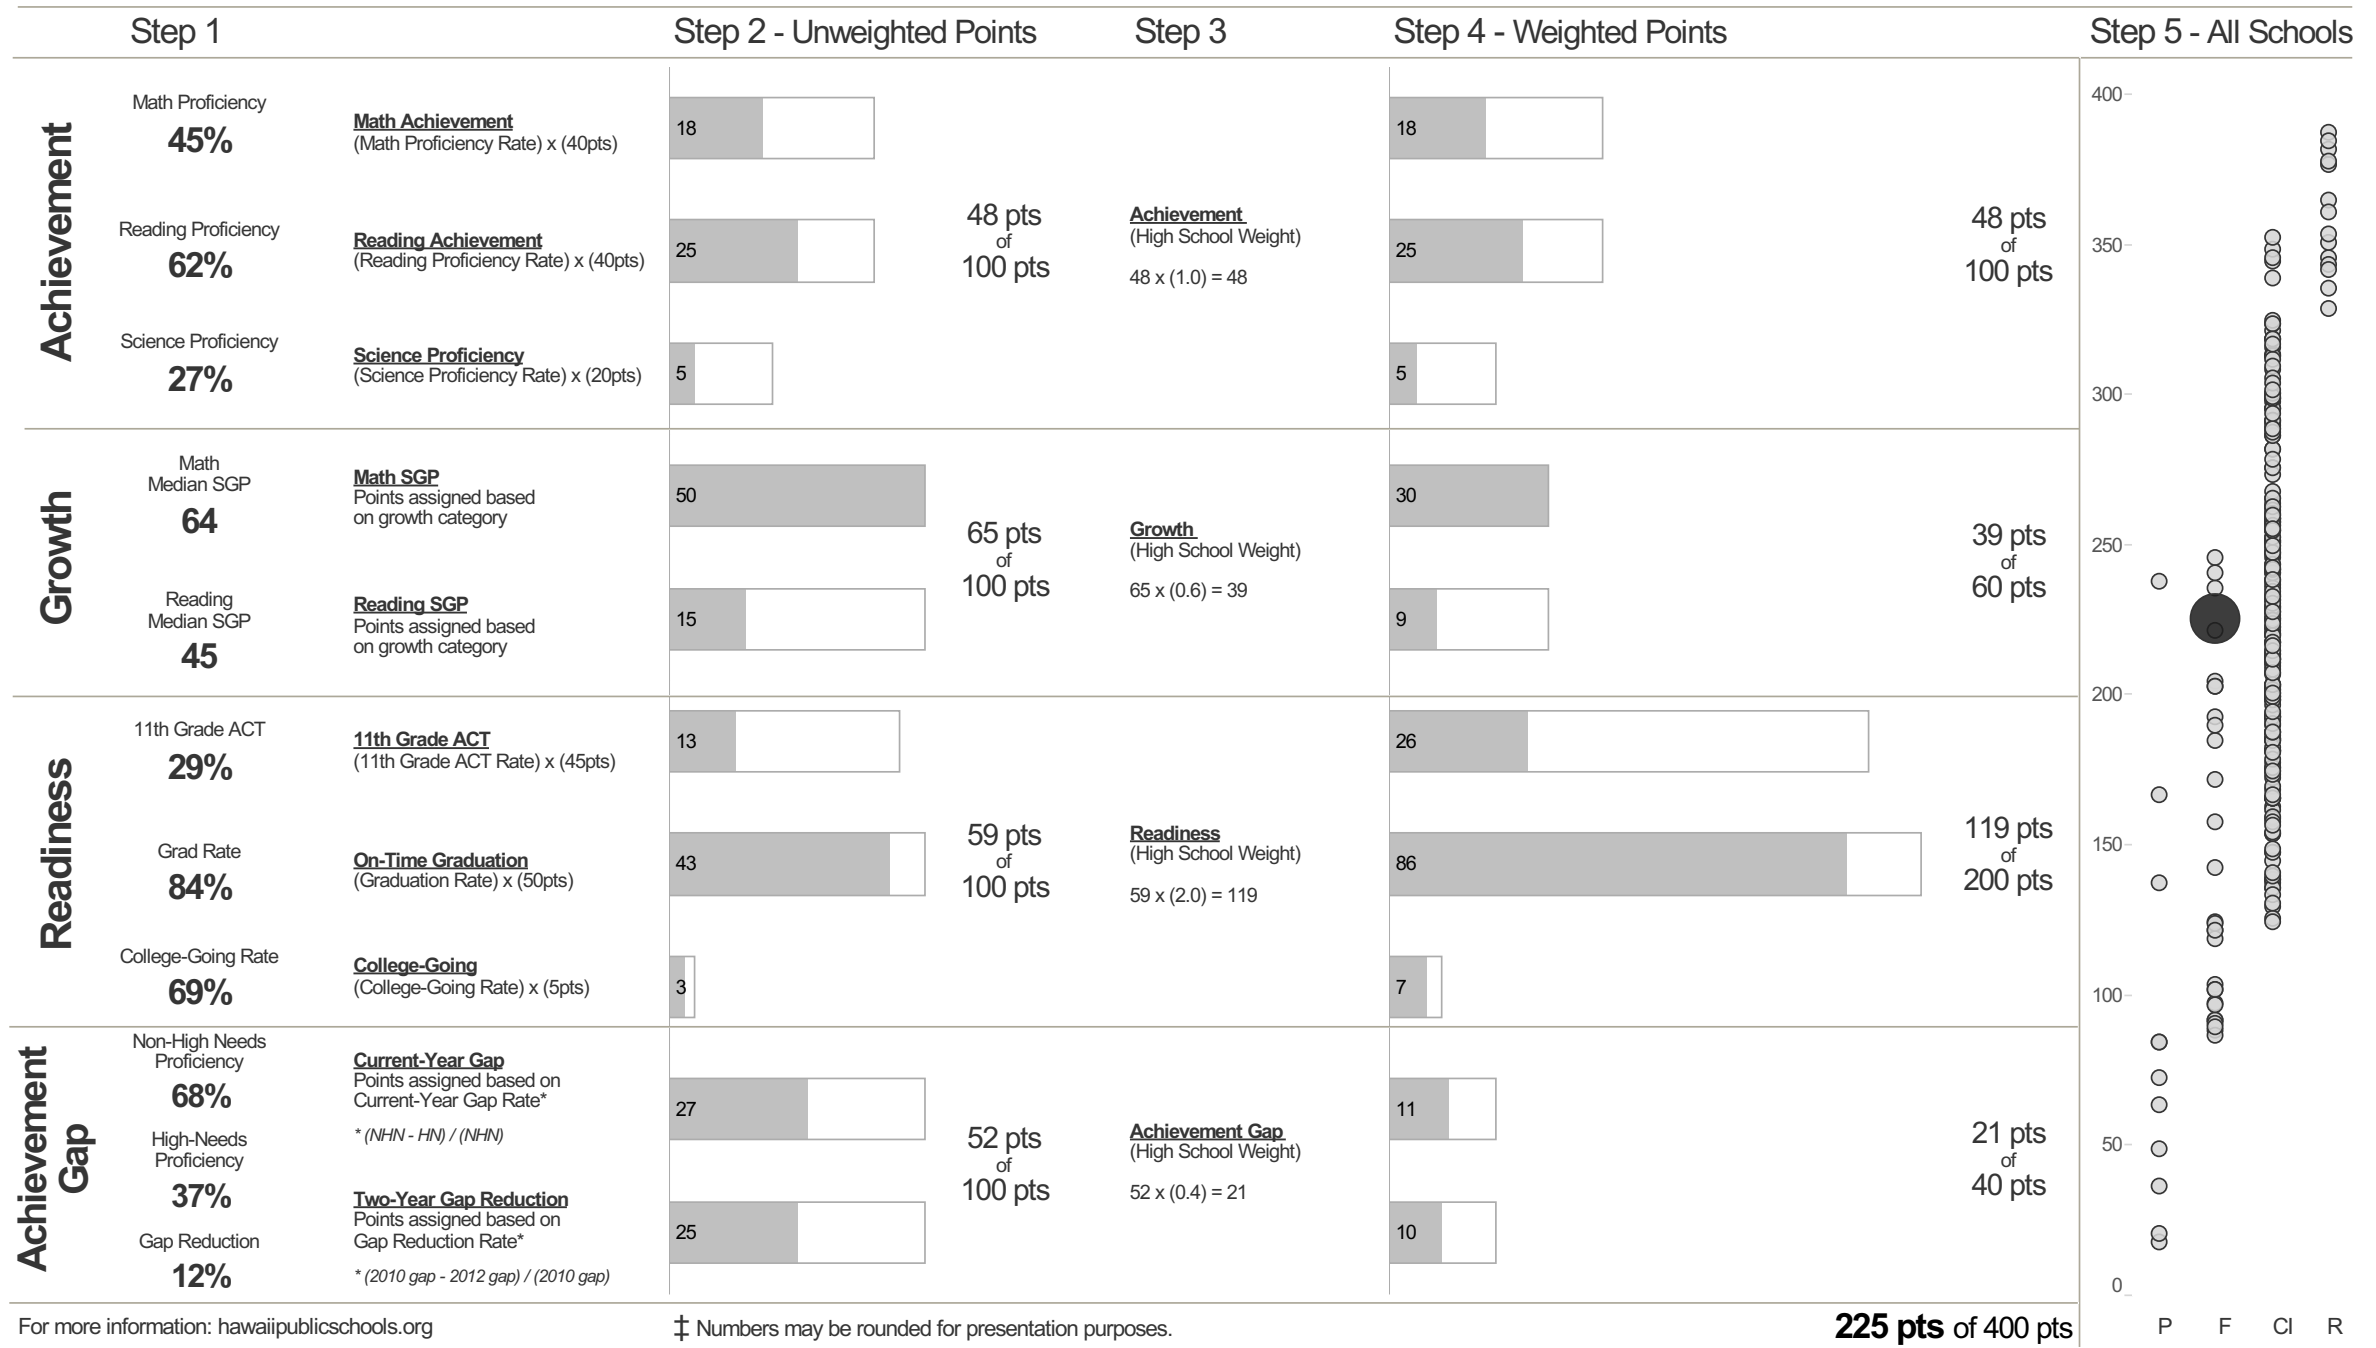 Step 1
Step 2 - Unweighted Points
Step 3
Step 4 - Weighted Points
Step 5 - All Schools
Achievement
Math Proficiency
45%
Math Achievement
(Math Proficiency Rate) x (40pts)
18
18
Reading Proficiency
62%
Reading Achievement
(Reading Proficiency Rate) x (40pts)
25
48 pts
of
100 pts
Achievement
(High School Weight)
48 x (1.0) = 48
25
48 pts
of
100 pts
Science Proficiency
27%
Science Proficiency
(Science Proficiency Rate) x (20pts)
5
5
Growth
Math
Median SGP
64
Math SGP
Points assigned based
on growth category
50
65 pts
of
100 pts
Growth
(High School Weight)
65 x (0.6) = 39
30
39 pts
of
60 pts
Reading
Median SGP
45
Reading SGP
Points assigned based
on growth category
15
9
Readiness
11th Grade ACT
29%
11th Grade ACT
(11th Grade ACT Rate) x (45pts)
13
26
Grad Rate
84%
On-Time Graduation
(Graduation Rate) x (50pts)
43
59 pts
of
100 pts
Readiness
(High School Weight)
59 x (2.0) = 119
86
119 pts
of
200 pts
College-Going Rate
69%
College-Going
(College-Going Rate) x (5pts)
3
7
Achievement
Gap
Non-High Needs
Proficiency
68%
High-Needs
Proficiency
37%
Gap Reduction
12%
Current-Year Gap
Points assigned based on
Current-Year Gap Rate*
* (NHN - HN) / (NHN)
Two-Year Gap Reduction
Points assigned based on
Gap Reduction Rate*
* (2010 gap - 2012 gap) / (2010 gap)
27
25
52 pts
of
100 pts
Achievement Gap
(High School Weight)
52 x (0.4) = 21
11
10
21 pts
of
40 pts
400
350
300
250
200
150
100
50
0
P F CI R
For more information: hawaiipublicschools.org
‡ Numbers may be rounded for presentation purposes.
225 pts of 400 pts